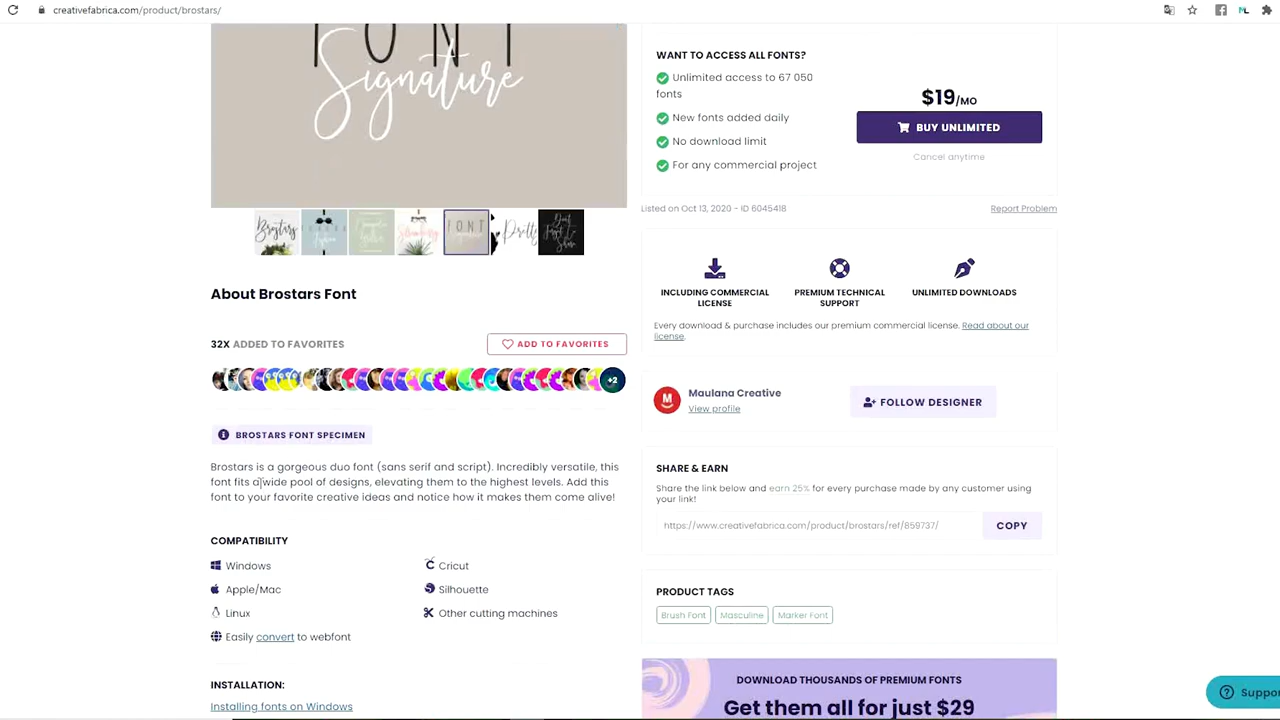 creativefabrica.com/product/brostars/
FONT
Signature
WANT TO ACCESS ALL FONTS?
Unlimited access to 67 050
fonts
New fonts added daily
No download limit
For any commercial project
$19/MO
BUY UNLIMITED
Cancel anytime
Listed on Oct 13, 2020 - ID 6045418
Report Problem
Brostars
FONT
Pretty
Don't
Forget to
Share
INCLUDING COMMERCIAL
LICENSE
PREMIUM TECHNICAL
SUPPORT
UNLIMITED DOWNLOADS
Every download & purchase includes our premium commercial license. Read about our
license.
About Brostars Font
32X ADDED TO FAVORITES
ADD TO FAVORITES
+2
Maulana Creative
View profile
FOLLOW DESIGNER
BROSTARS FONT SPECIMEN
Brostars is a gorgeous duo font (sans serif and script). Incredibly versatile, this
font fits a wide pool of designs, elevating them to the highest levels. Add this
font to your favorite creative ideas and notice how it makes them come alive!
SHARE & EARN
Share the link below and earn 25% for every purchase made by any customer using
your link!
https://www.creativefabrica.com/product/brostars/ref/859737/
COPY
COMPATIBILITY
Windows
Cricut
Apple/Mac
Silhouette
Linux
Other cutting machines
Easily convert to webfont
PRODUCT TAGS
Brush Font
Masculine
Marker Font
INSTALLATION:
Installing fonts on Windows
DOWNLOAD THOUSANDS OF PREMIUM FONTS
Get them all for just $29
Suppo